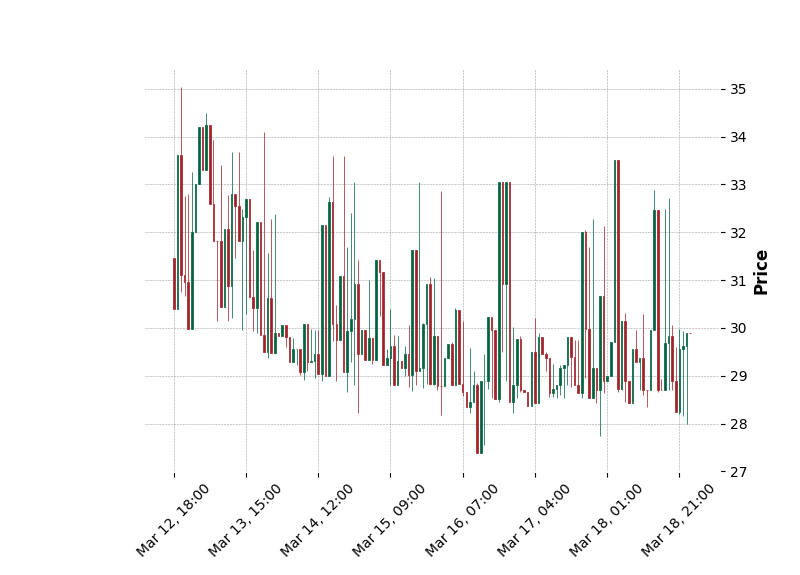 35
34
33
32
31
30
29
28
27
Price
Mar 12, 18:00
Mar 13, 15:00
Mar 14, 12:00
Mar 15, 09:00
Mar 16, 07:00
Mar 17, 04:00
Mar 18, 01:00
Mar 18, 21:00